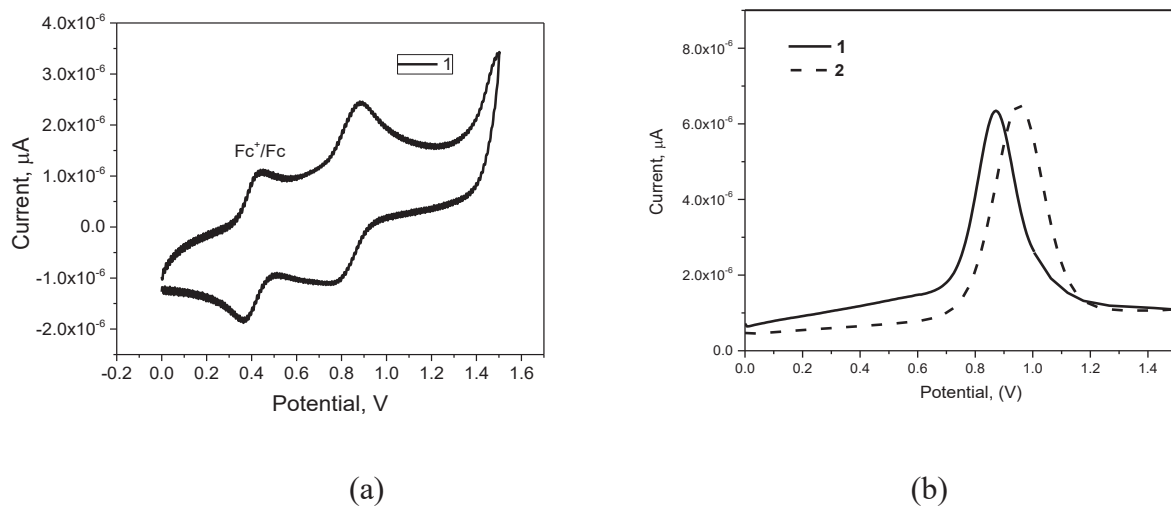 4.0x10⁻⁶
3.0x10⁻⁶
2.0x10⁻⁶
1.0x10⁻⁶
0.0
-1.0x10⁻⁶
-2.0x10⁻⁶
Current, µA
1
Fc⁺/Fc
-0.2 0.0 0.2 0.4 0.6 0.8 1.0 1.2 1.4 1.6
Potential, V
(a)
8.0x10⁻⁶
6.0x10⁻⁶
4.0x10⁻⁶
2.0x10⁻⁶
0.0
Current, µA
1
2
0.0 0.2 0.4 0.6 0.8 1.0 1.2 1.4
Potential, (V)
(b)